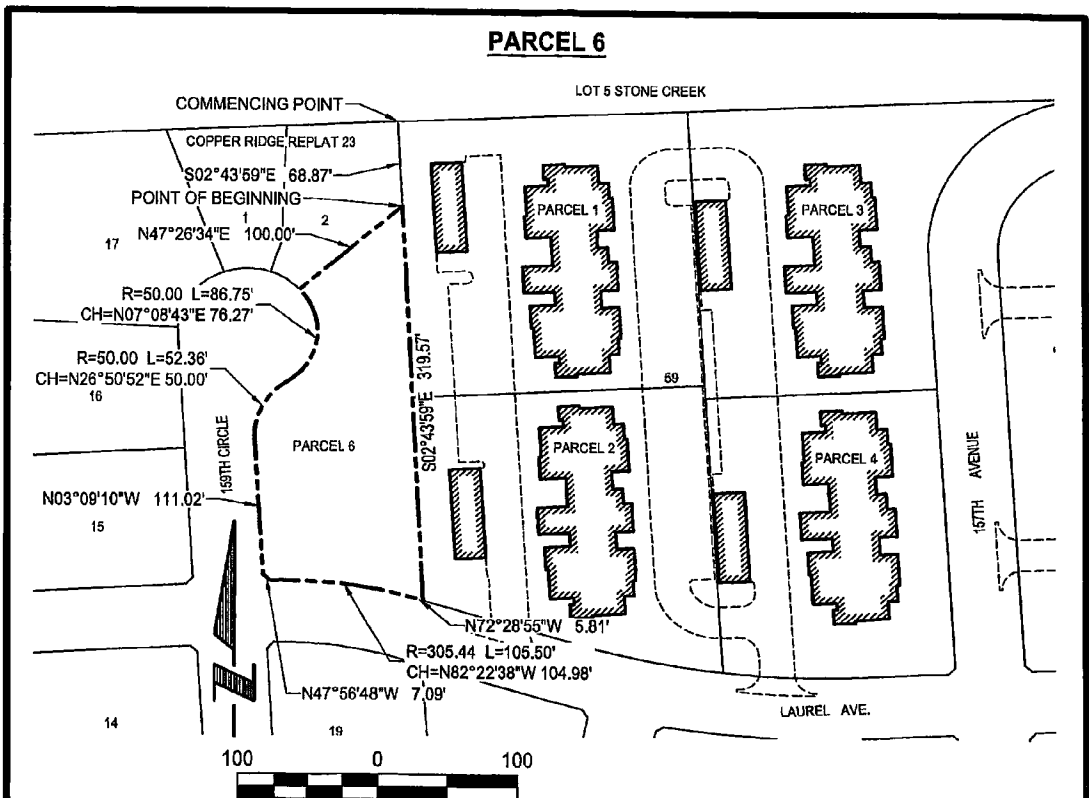 PARCEL 6
LOT 5 STONE CREEK
COMMENCING POINT
COPPER RIDGE REPLAT 23
S02°43'59"E 68.87'
POINT OF BEGINNING
1
2
17
N47°26'34"E 100.00'
PARCEL 1
PARCEL 3
R=50.00 L=86.75'
CH=N07°08'43"E 76.27'
R=50.00 L=52.36'
CH=N26°50'52"E 50.00'
16
S02°43'59"E 319.57'
59
159TH CIRCLE
PARCEL 6
PARCEL 2
PARCEL 4
157TH AVENUE
N03°09'10"W 111.02'
15
N72°28'55"W 5.81'
R=305.44 L=105.50'
CH=N82°22'38"W 104.98'
N47°56'48"W 7.09'
N
LAUREL AVE.
14
19
100 0 100